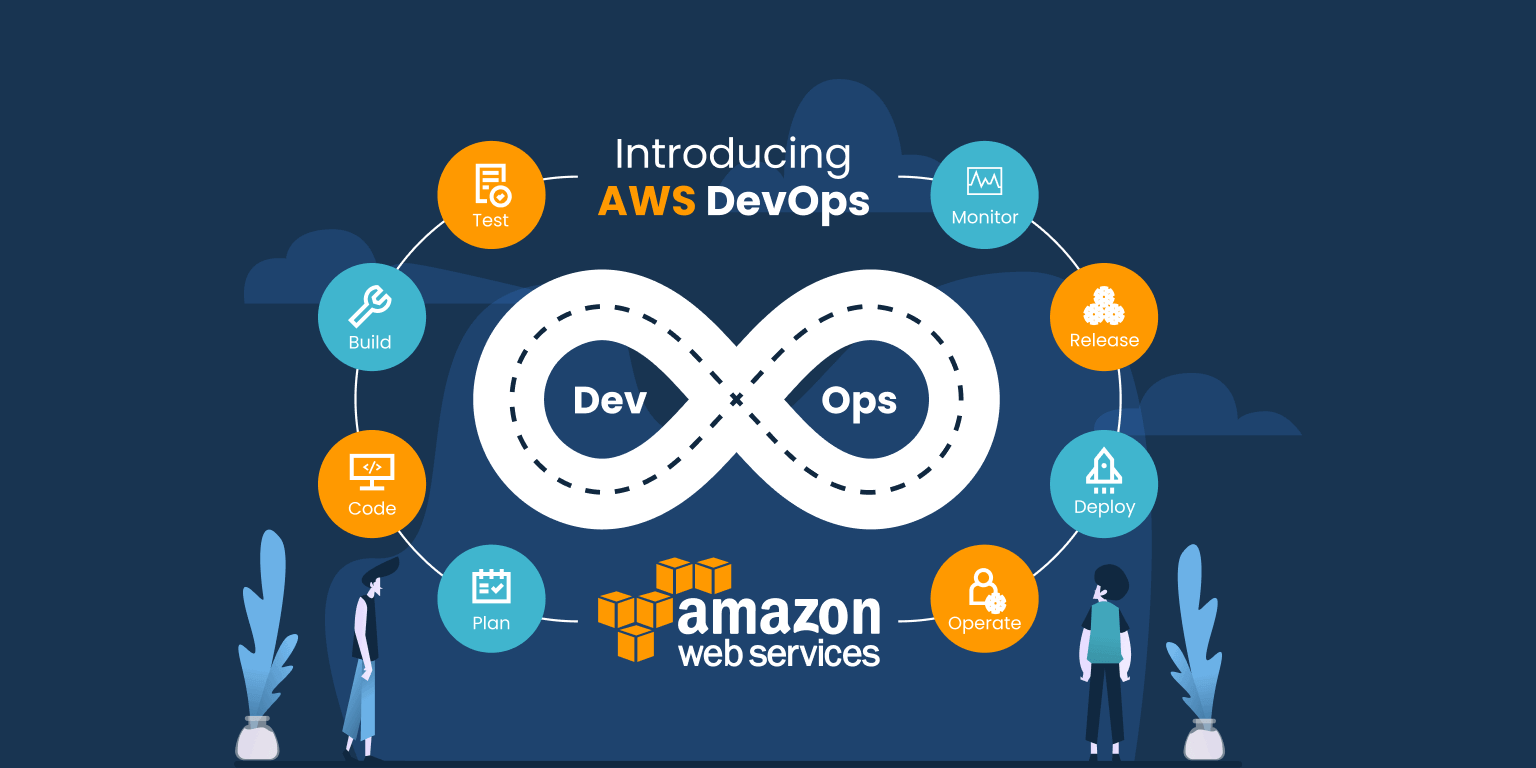 Introducing
AWS DevOps
Test
Monitor
Build
Release
Dev
Ops
Code
</>
Deploy
Plan
Operate
amazon
web services